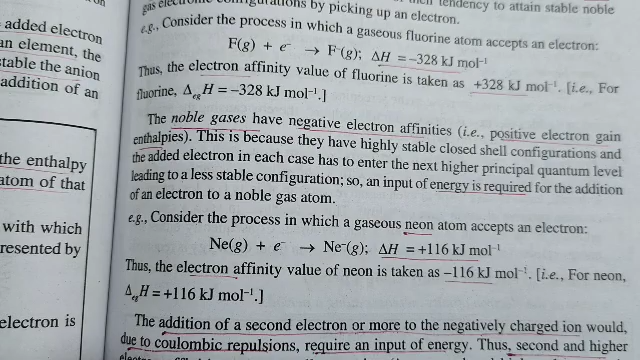 added electron
an element, the
stable the anion
addition of an
the enthalpy
atom of that
with which
resented by
electron is
tendency to attain stable noble
by picking up an electron.
e.g., Consider the process in which a gaseous fluorine atom accepts an electron:
F(g) + e⁻ → F⁻(g); ΔH = –328 kJ mol⁻¹
Thus, the electron affinity value of fluorine is taken as +328 kJ mol⁻¹. [i.e., For
fluorine, ΔegH = –328 kJ mol⁻¹.]
The noble gases have negative electron affinities (i.e., positive electron gain
enthalpies). This is because they have highly stable closed shell configurations and
the added electron in each case has to enter the next higher principal quantum level
leading to a less stable configuration; so, an input of energy is required for the addition
of an electron to a noble gas atom.
e.g., Consider the process in which a gaseous neon atom accepts an electron:
Ne(g) + e⁻ → Ne⁻(g); ΔH = +116 kJ mol⁻¹
Thus, the electron affinity value of neon is taken as –116 kJ mol⁻¹. [i.e., For neon,
ΔegH = +116 kJ mol⁻¹.]
The addition of a second electron or more to the negatively charged ion would,
due to coulombic repulsions, require an input of energy. Thus, second and higher